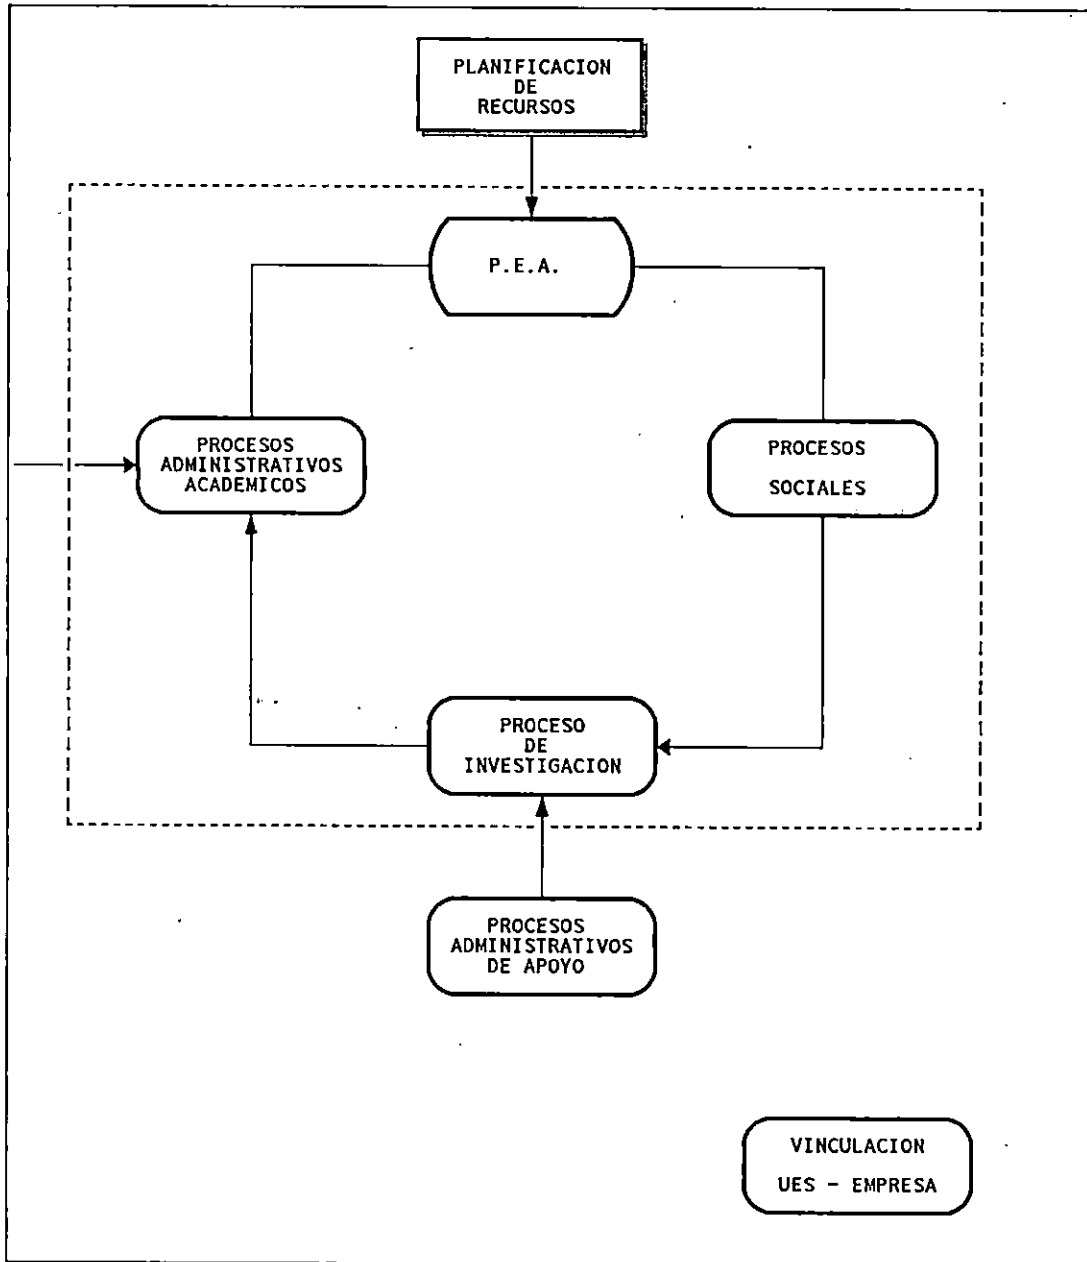 PLANIFICACION
DE
RECURSOS
P.E.A.
PROCESOS
ADMINISTRATIVOS
ACADEMICOS
PROCESOS
SOCIALES
PROCESO
DE
INVESTIGACION
PROCESOS
ADMINISTRATIVOS
DE APOYO
VINCULACION
UES - EMPRESA